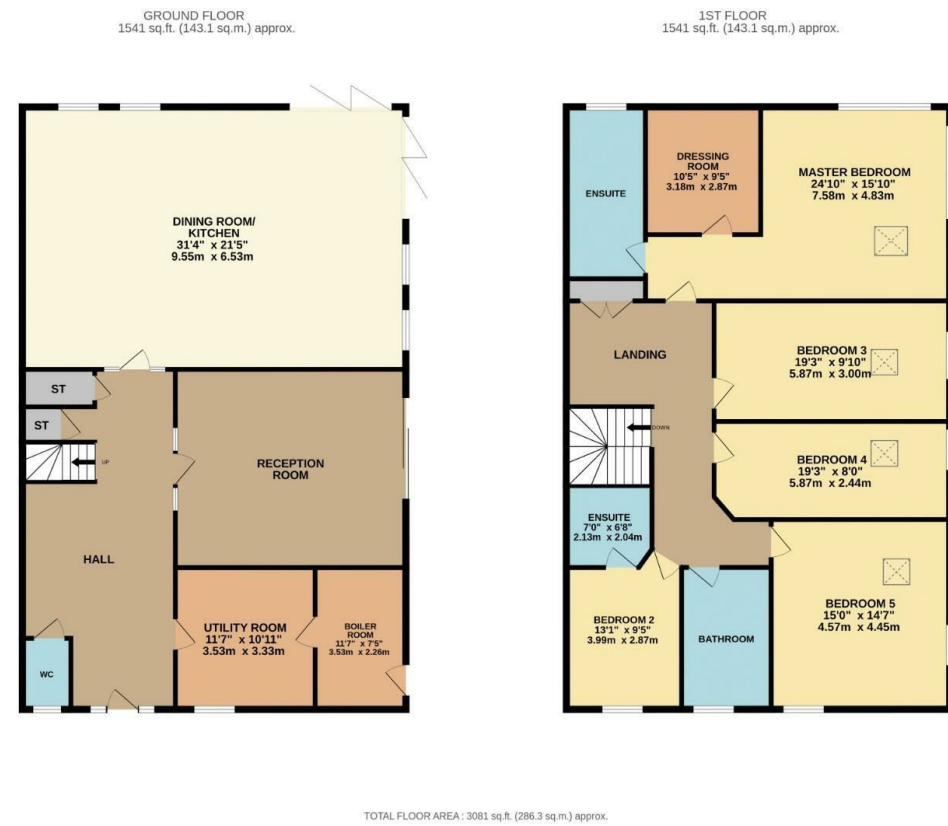 GROUND FLOOR
1541 sq.ft. (143.1 sq.m.) approx.
DINING ROOM/
KITCHEN
31'4" x 21'5"
9.55m x 6.53m
ST
ST
UP
RECEPTION
ROOM
HALL
UTILITY ROOM
11'7" x 10'11"
3.53m x 3.33m
BOILER
ROOM
11'7" x 7'5"
3.53m x 2.26m
WC
1ST FLOOR
1541 sq.ft. (143.1 sq.m.) approx.
ENSUITE
DRESSING
ROOM
10'5" x 9'5"
3.18m x 2.87m
MASTER BEDROOM
24'10" x 15'10"
7.58m x 4.83m
LANDING
BEDROOM 3
19'3" x 9'10"
5.87m x 3.00m
DOWN
BEDROOM 4
19'3" x 8'0"
5.87m x 2.44m
ENSUITE
7'0" x 6'8"
2.13m x 2.04m
BEDROOM 2
13'1" x 9'5"
3.99m x 2.87m
BATHROOM
BEDROOM 5
15'0" x 14'7"
4.57m x 4.45m
TOTAL FLOOR AREA : 3081 sq.ft. (286.3 sq.m.) approx.